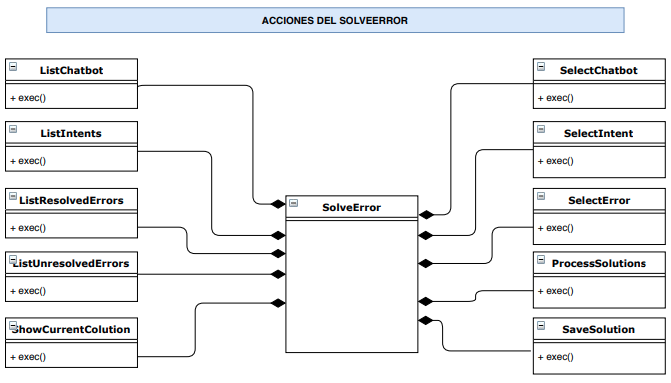 ACCIONES DEL SOLVEERROR
ListChatbot
+ exec()
ListIntents
+ exec()
ListResolvedErrors
+ exec()
ListUnresolvedErrors
+ exec()
ShowCurrentColution
+ exec()
SolveError
SelectChatbot
+ exec()
SelectIntent
+ exec()
SelectError
+ exec()
ProcessSolutions
+ exec()
SaveSolution
+ exec()